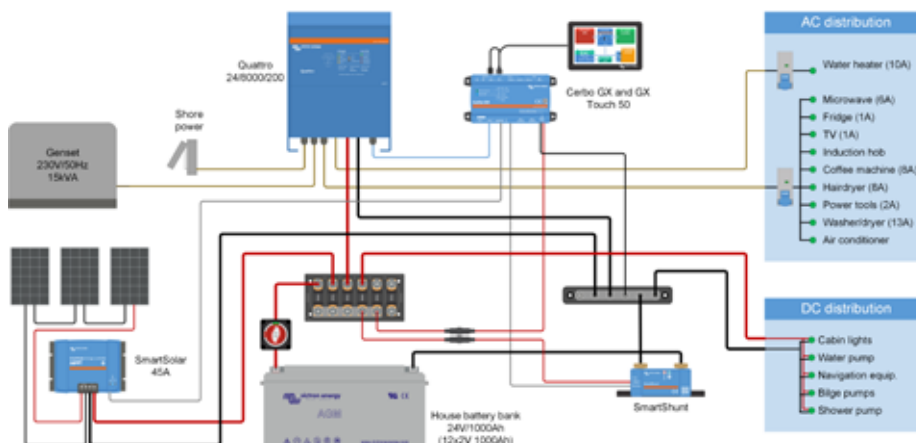 AC distribution
Water heater (10A)
Microwave (6A)
Fridge (1A)
TV (1A)
Induction hob
Coffee machine (8A)
Hairdryer (8A)
Power tools (2A)
Washer/dryer (13A)
Air conditioner
Quattro
24/8000/200
Cerbo GX and GX
Touch 50
Shore
power
Genset
230V/50Hz
15kVA
SmartSolar
45A
victron energy
AGM
House battery bank
24V/1000Ah
(12x2V 1000Ah)
SmartShunt
DC distribution
Cabin lights
Water pump
Navigation equip.
Bilge pumps
Shower pump